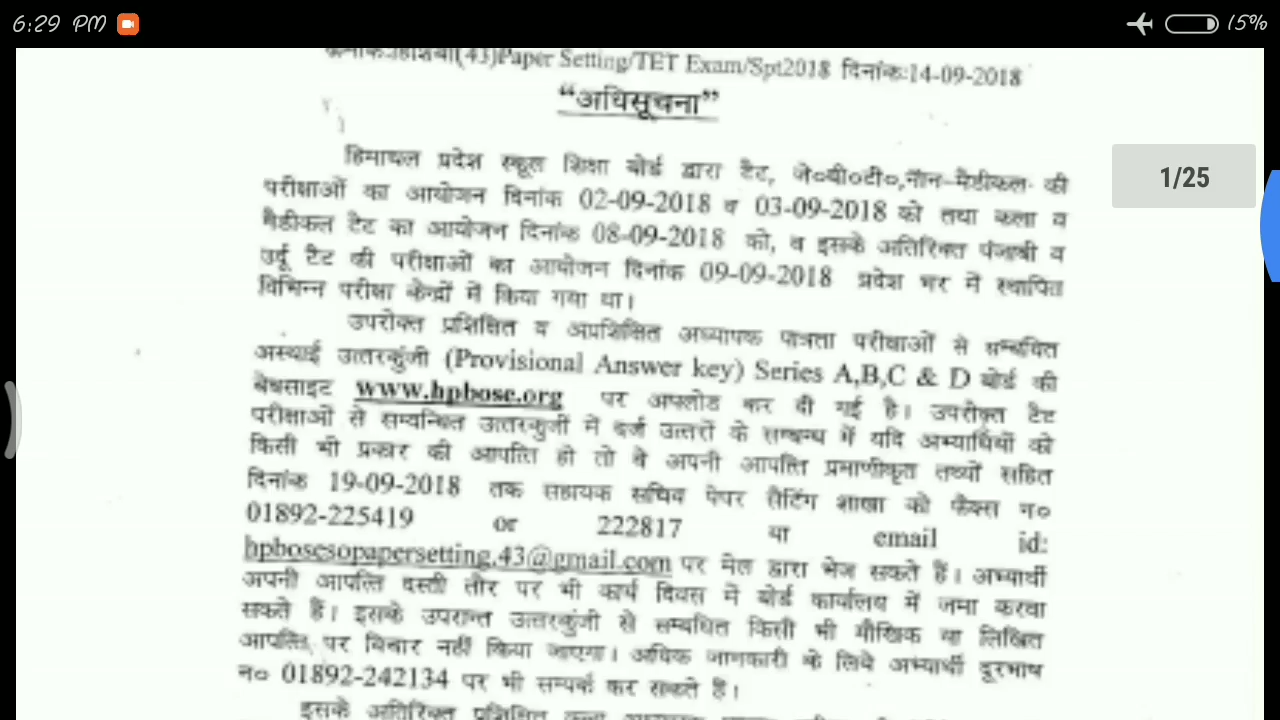 6:29 PM 15%
(43)Paper Setting/TET Exam/Spt2018 दिनांक:14-09-2018
“अधिसूचना”
1/25
हिमाचल प्रदेश स्कूल शिक्षा बोर्ड द्वारा टैट, जे०बी०टी०,नॉन-मैडीकल की
परीक्षाओं का आयोजन दिनांक 02-09-2018 व 03-09-2018 को तथा कला व
मैडीकल टैट का आयोजन दिनांक 08-09-2018 को, व इसके अतिरिक्त पंजाबी व
उर्दू टैट की परीक्षाओं का आयोजन दिनांक 09-09-2018 प्रदेश भर में स्थापित
विभिन्न परीक्षा केन्द्रों में किया गया था।
उपरोक्त प्रशिक्षित व अप्रशिक्षित अध्यापक पात्रता परीक्षाओं से सम्बंधित
अस्थाई उत्तरकुंजी (Provisional Answer key) Series A,B,C & D बोर्ड की
बेबसाइट www.hpbose.org पर अपलोड कर दी गई है। उपरोक्त टैट
परीक्षाओं से सम्बन्धित उत्तरकुंजी में दर्ज उत्तरों के सम्बन्ध में यदि अभ्यार्थियों को
किसी भी प्रकार की आपत्ति हो तो वे अपनी आपत्ति प्रमाणीकृत तथ्यों सहित
दिनांक 19-09-2018 तक सहायक सचिव पेपर सैटिंग शाखा को फैक्स न०
01892-225419 or 222817 या email id:
hpbosesopapersetting.43@gmail.com पर मेल द्वारा भेज सकते हैं। अभ्यार्थी
अपनी आपत्ति दस्ती तौर पर भी कार्य दिवस में बोर्ड कार्यालय में जमा करवा
सकते हैं। इसके उपरान्त उत्तरकुंजी से सम्बंधित किसी भी मौखिक या लिखित
आपत्ति पर विचार नहीं किया जाएगा। अधिक जानकारी के लिये अभ्यार्थी दूरभाष
न० 01892-242134 पर भी सम्पर्क कर सकते हैं।
इसके अतिरिक्त प्रशिक्षित कला